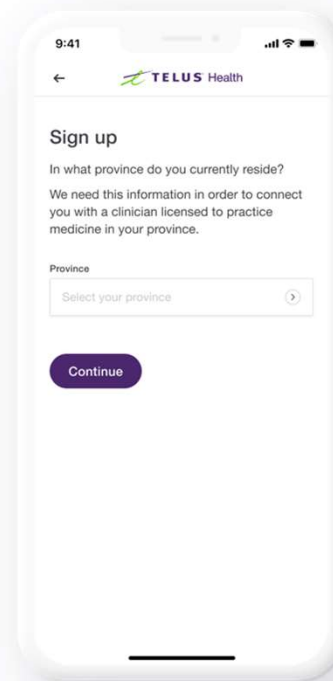 9:41
TELUS Health
Sign up
In what province do you currently reside?
We need this information in order to connect
you with a clinician licensed to practice
medicine in your province.
Province
Select your province
Continue